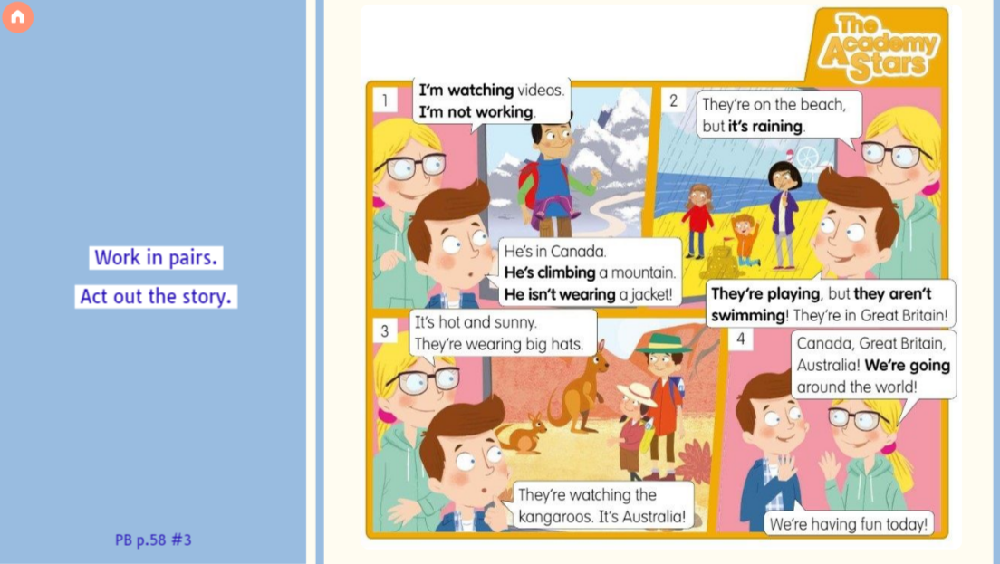 Work in pairs.
Act out the story.
PB p.58 #3
The
Academy
Stars
1
I'm watching videos.
I'm not working.
He's in Canada.
He's climbing a mountain.
He isn't wearing a jacket!
2
They're on the beach,
but it's raining.
They're playing, but they aren't
swimming! They're in Great Britain!
3
It's hot and sunny.
They're wearing big hats.
They're watching the
kangaroos. It's Australia!
4
Canada, Great Britain,
Australia! We're going
around the world!
We're having fun today!